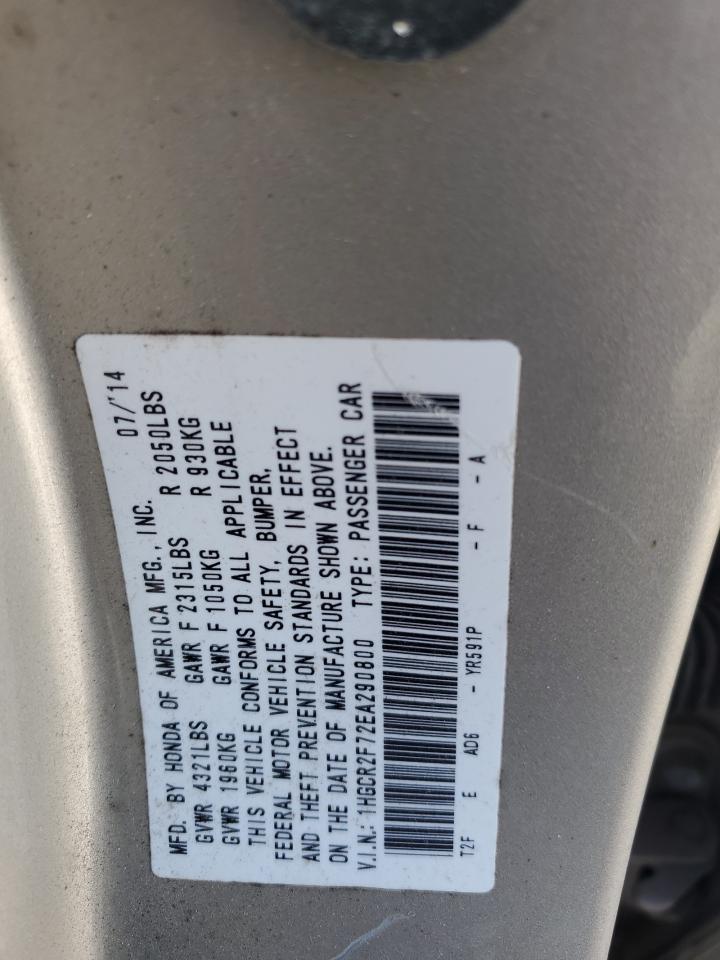 MFD. BY HONDA OF AMERICA MFG., INC. 07/'14
GVWR 4321LBS GAWR F 2315LBS R 2050LBS
GVWR 1960KG GAWR F 1050KG R 930KG
THIS VEHICLE CONFORMS TO ALL APPLICABLE
FEDERAL MOTOR VEHICLE SAFETY, BUMPER,
AND THEFT PREVENTION STANDARDS IN EFFECT
ON THE DATE OF MANUFACTURE SHOWN ABOVE.
V.I.N.: 1HGCR2F72EA290800 TYPE: PASSENGER CAR
T2F E AD6 - YR591P - F - A